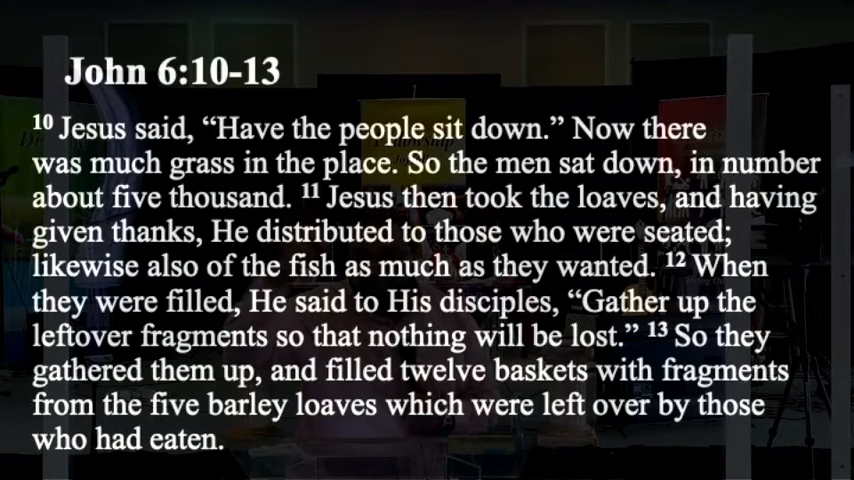 John 6:10-13
10 Jesus said, “Have the people sit down.” Now there
was much grass in the place. So the men sat down, in number
about five thousand. 11 Jesus then took the loaves, and having
given thanks, He distributed to those who were seated;
likewise also of the fish as much as they wanted. 12 When
they were filled, He said to His disciples, “Gather up the
leftover fragments so that nothing will be lost.” 13 So they
gathered them up, and filled twelve baskets with fragments
from the five barley loaves which were left over by those
who had eaten.